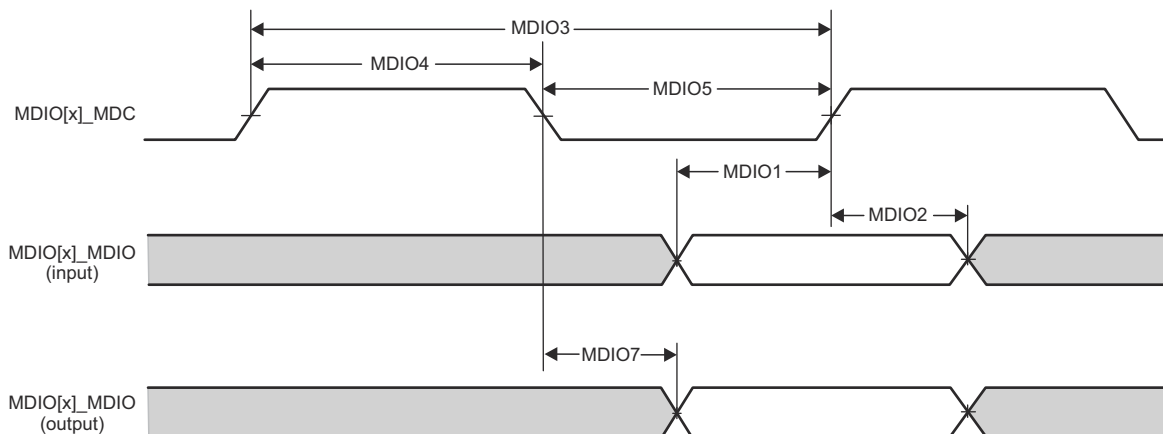 MDIO3
MDIO4
MDIO5
MDIO[x]_MDC
MDIO1
MDIO2
MDIO[x]_MDIO
(input)
MDIO7
MDIO[x]_MDIO
(output)